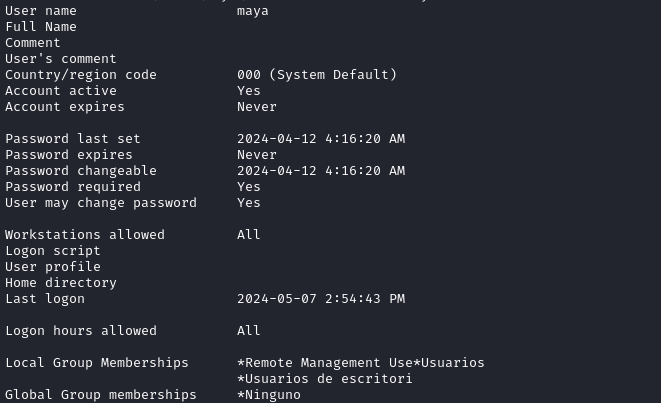 User name maya
Full Name
Comment
User's comment
Country/region code 000 (System Default)
Account active Yes
Account expires Never
Password last set 2024-04-12 4:16:20 AM
Password expires Never
Password changeable 2024-04-12 4:16:20 AM
Password required Yes
User may change password Yes
Workstations allowed All
Logon script
User profile
Home directory
Last logon 2024-05-07 2:54:43 PM
Logon hours allowed All
Local Group Memberships *Remote Management Use*Usuarios
*Usuarios de escritori
Global Group memberships *Ninguno